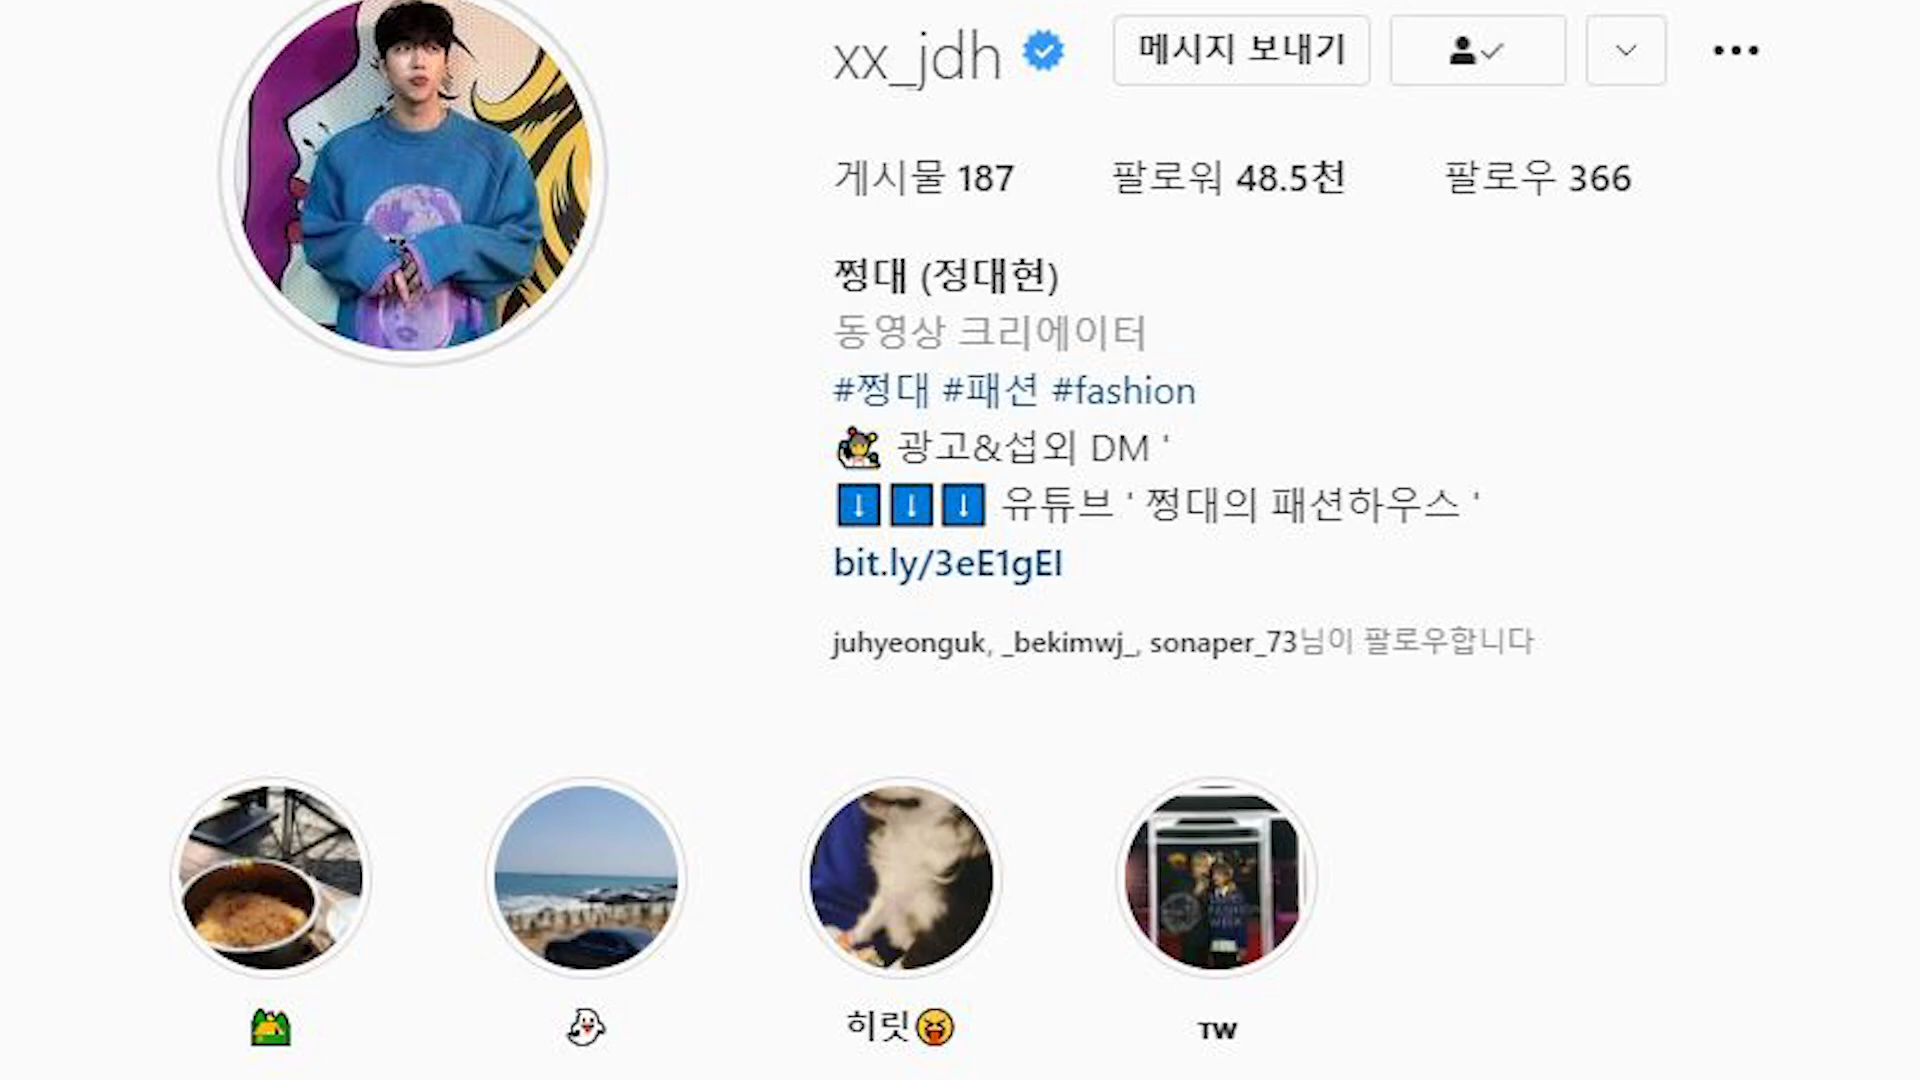 xx_jdh 메시지 보내기
게시물 187 팔로워 48.5천 팔로우 366
쩡대 (정대현)
동영상 크리에이터
#쩡대 #패션 #fashion
광고&섭외 DM '
유튜브 ' 쩡대의 패션하우스 '
bit.ly/3eE1gEI
juhyeonguk, _bekimwj_, sonaper_73님이 팔로우합니다
히릿
TW